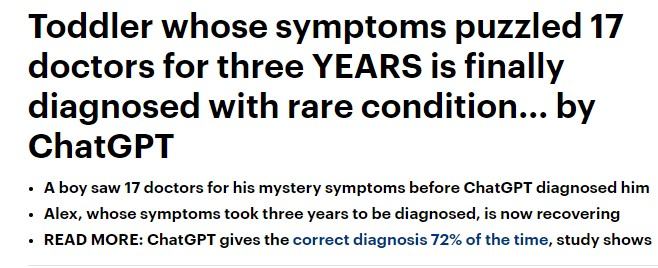 Toddler whose symptoms puzzled 17
doctors for three YEARS is finally
diagnosed with rare condition... by
ChatGPT
• A boy saw 17 doctors for his mystery symptoms before ChatGPT diagnosed him
• Alex, whose symptoms took three years to be diagnosed, is now recovering
• READ MORE: ChatGPT gives the correct diagnosis 72% of the time, study shows